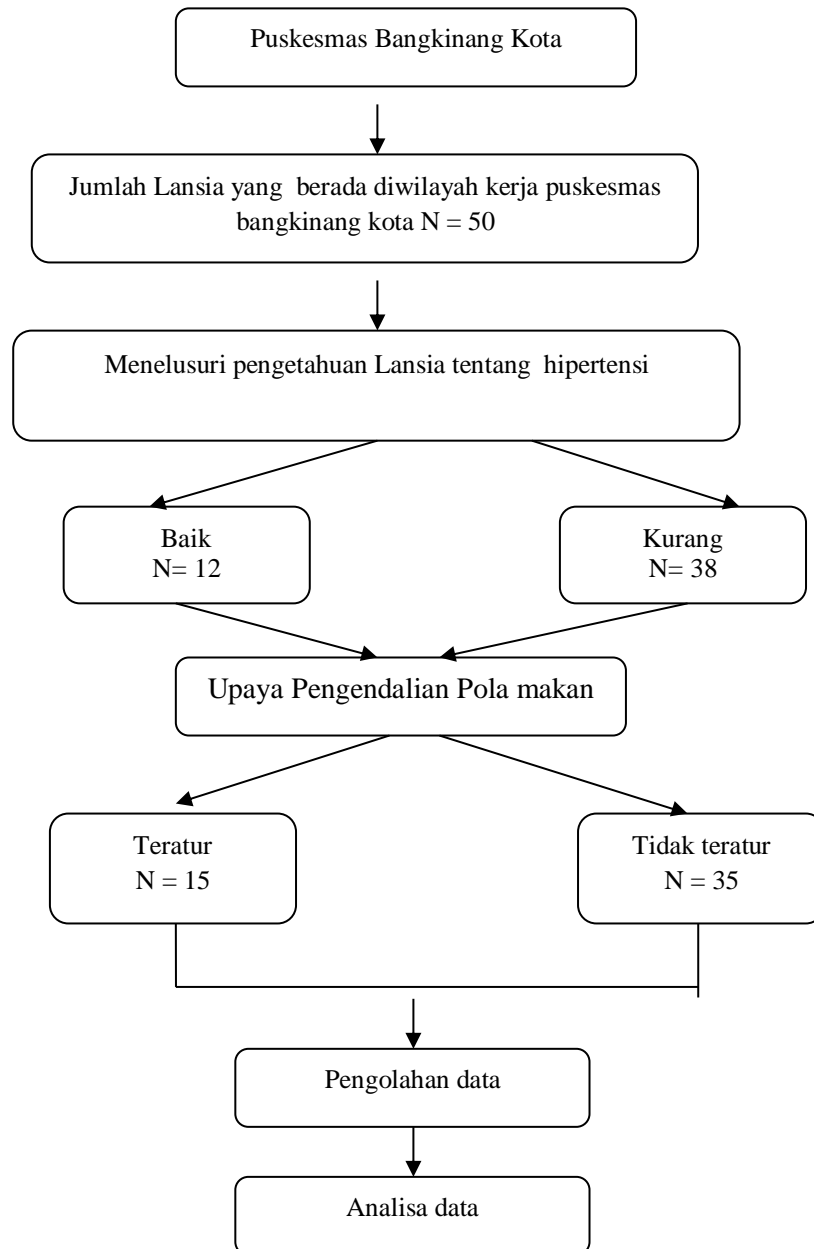 Puskesmas Bangkinang Kota
Jumlah Lansia yang berada diwilayah kerja puskesmas
bangkinang kota N = 50
Menelusuri pengetahuan Lansia tentang hipertensi
Baik
N= 12
Kurang
N= 38
Upaya Pengendalian Pola makan
Teratur
N = 15
Tidak teratur
N = 35
Pengolahan data
Analisa data